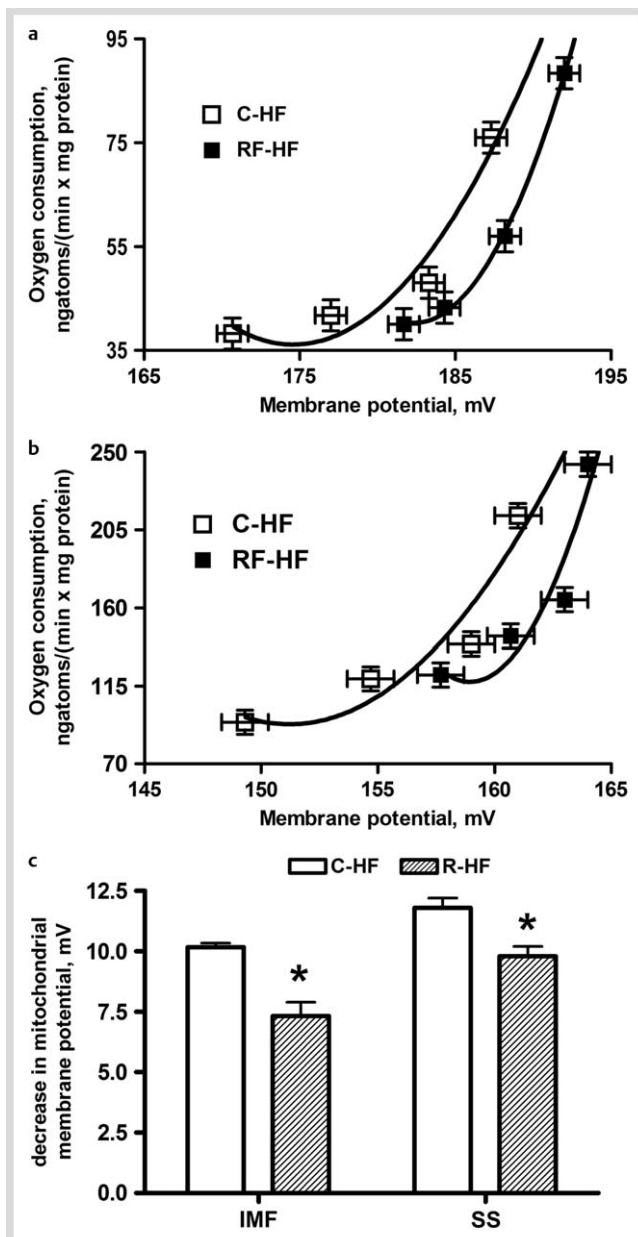 a
Oxygen consumption,
ngatoms/(min x mg protein)
95
75
55
35
C-HF
RF-HF
165
175
185
195
Membrane potential, mV
b
Oxygen consumption,
ngatoms/(min x mg protein)
250
205
160
115
70
C-HF
RF-HF
145
150
155
160
165
Membrane potential, mV
c
C-HF
R-HF
decrease in mitochondrial
membrane potential, mV
12.5
10.0
7.5
5.0
2.5
0.0
*
*
IMF
SS